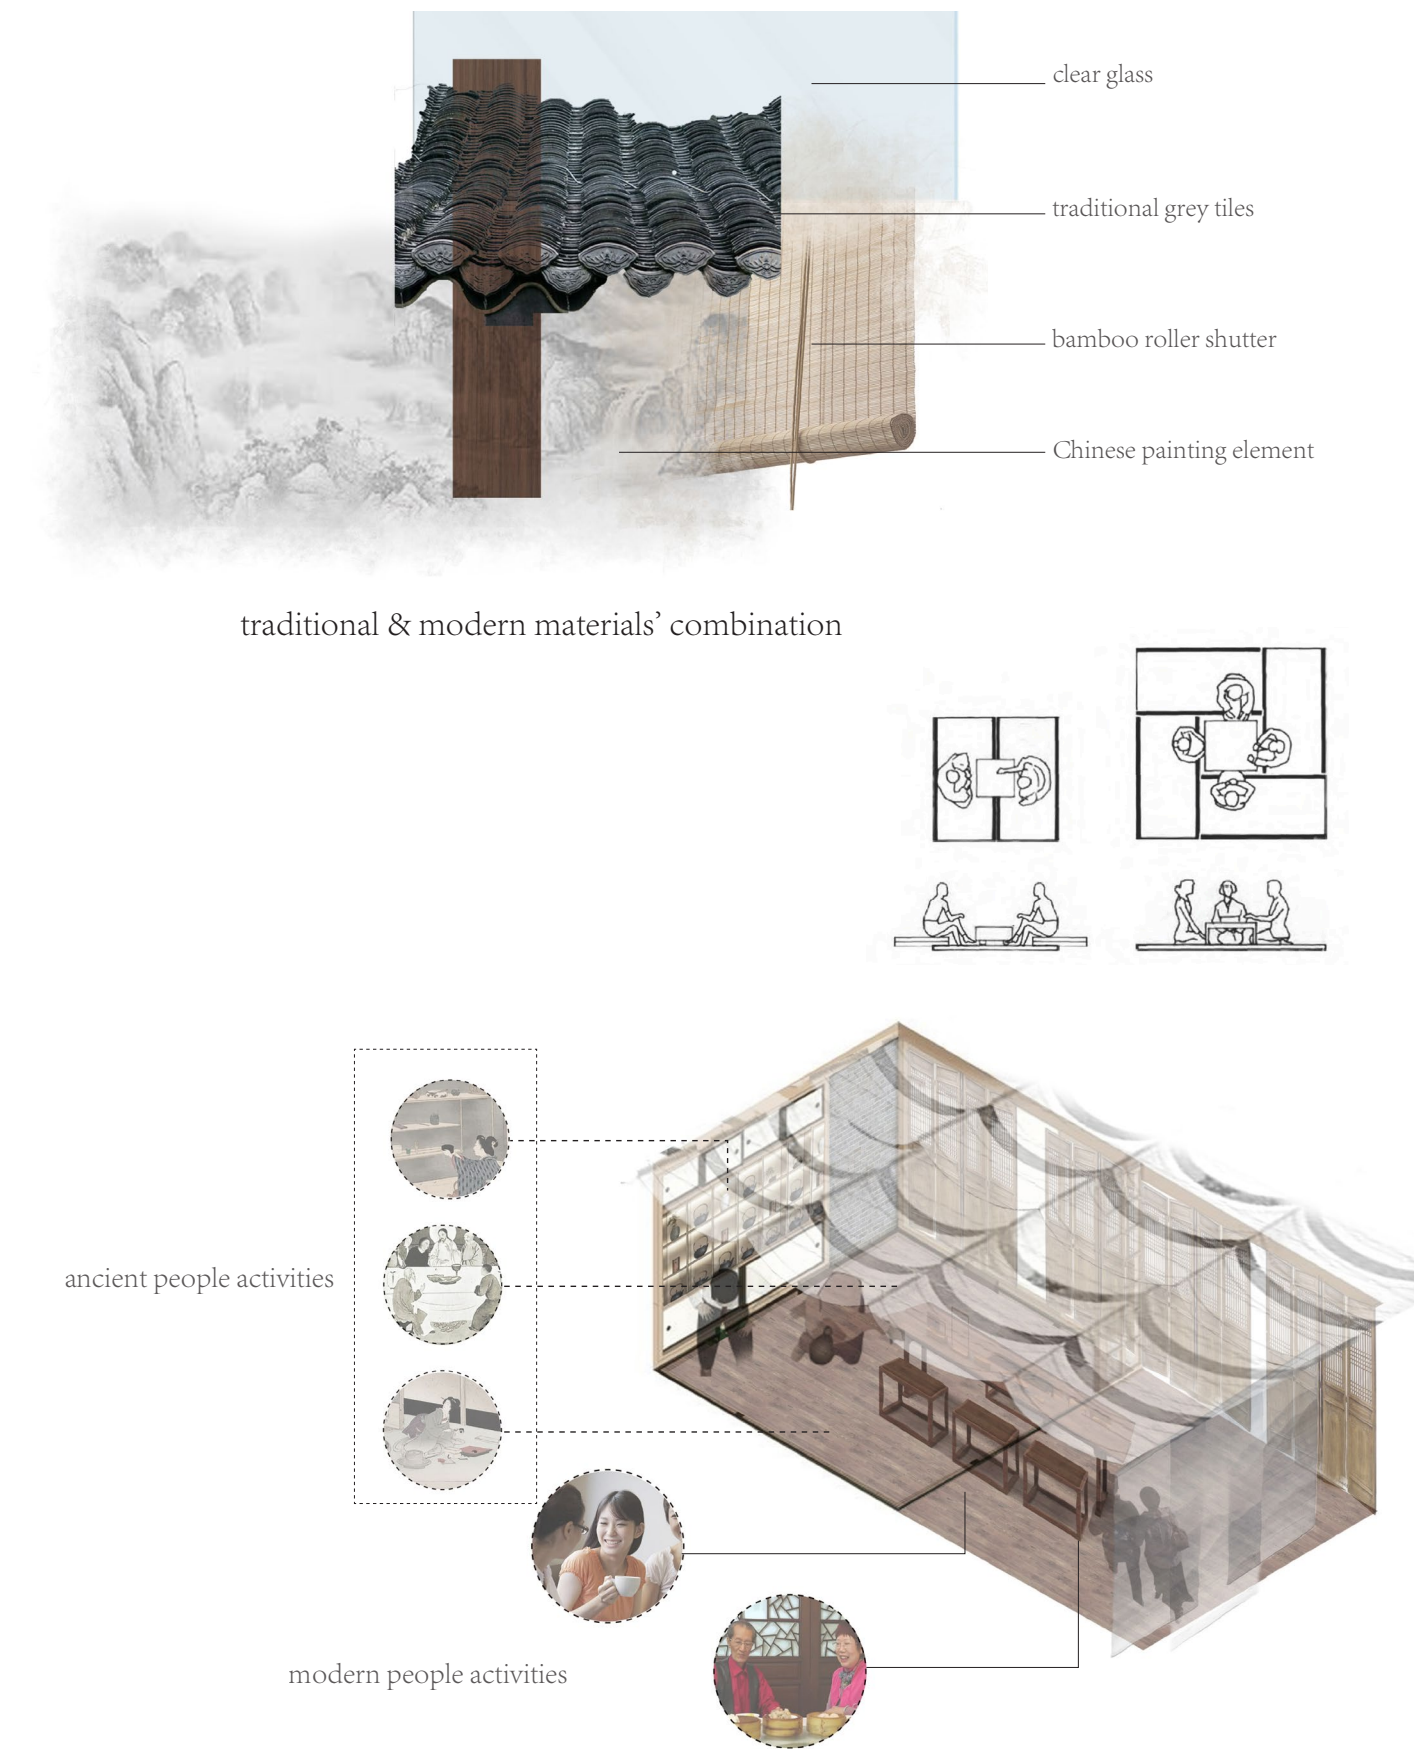 clear glass
traditional grey tiles
bamboo roller shutter
Chinese painting element
traditional & modern materials’ combination
ancient people activities
modern people activities